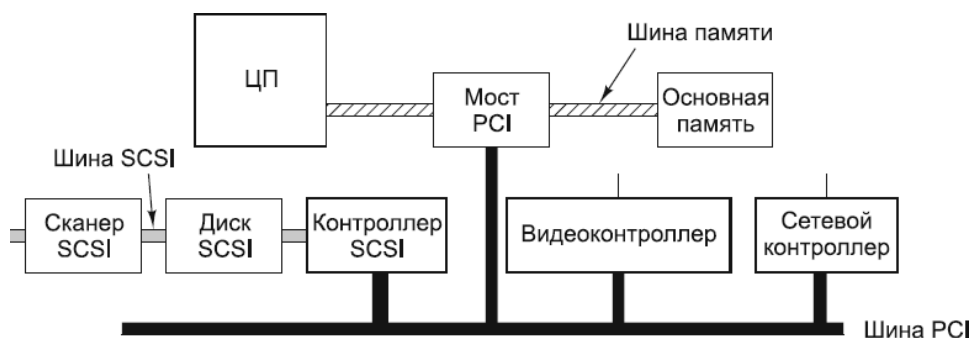 Шина памяти
ЦП
Мост
PCI
Основная
память
Шина SCSI
Сканер
SCSI
Диск
SCSI
Контроллер
SCSI
Видеоконтроллер
Сетевой
контроллер
Шина PCI